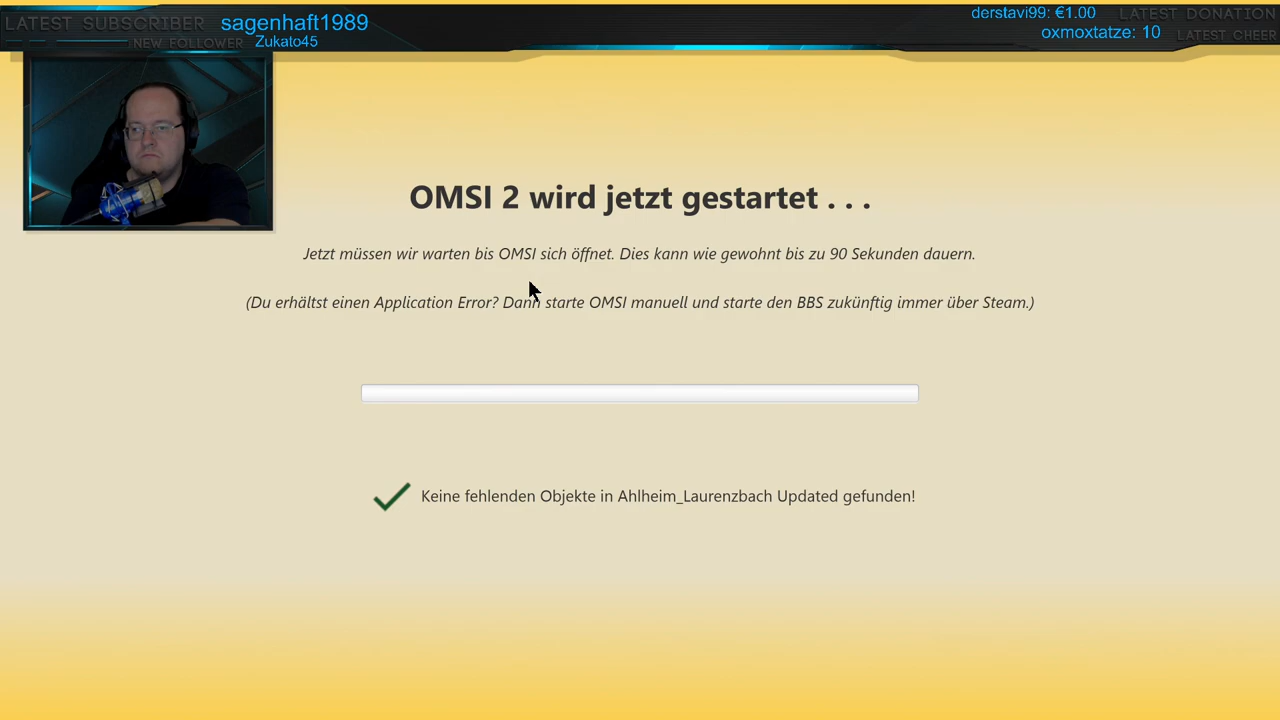 LATEST SUBSCRIBER sagenhaft1989
NEW FOLLOWER Zukato45
derstavi99: €1.00 LATEST DONATION
oxmoxtatze: 10 LATEST CHEER
OMSI 2 wird jetzt gestartet . . .
Jetzt müssen wir warten bis OMSI sich öffnet. Dies kann wie gewohnt bis zu 90 Sekunden dauern.
(Du erhältst einen Application Error? Dann starte OMSI manuell und starte den BBS zukünftig immer über Steam.)
Keine fehlenden Objekte in Ahlheim_Laurenzbach Updated gefunden!